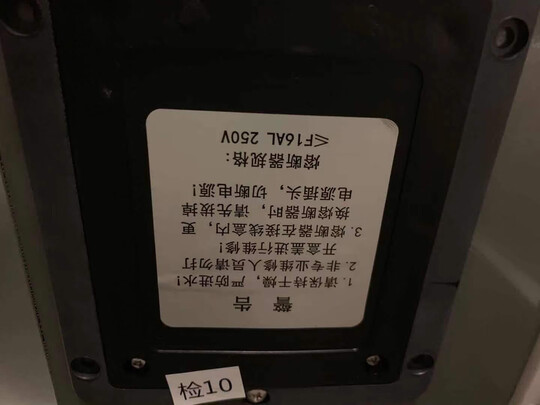 警 告
1. 请保持干燥，严防进水！
2. 非专业维修人员请勿打
开盒盖进行维修！
3. 熔断器在接线盒内，更
换熔断器时，请先拔掉
电源插头，切断电源！
熔断器规格：
≤F16AL 250V
检10